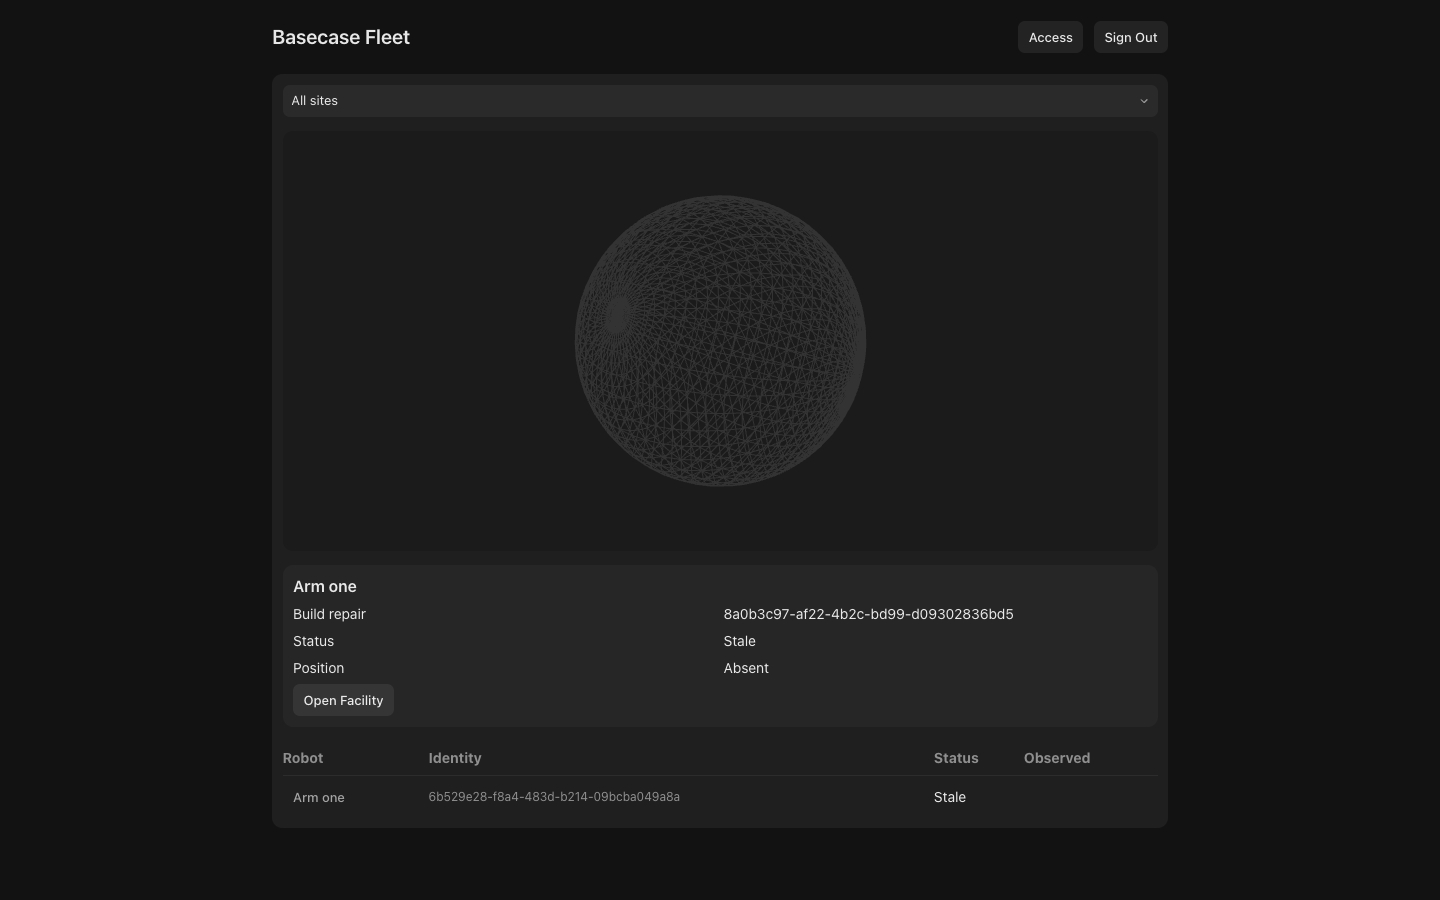 Basecase Fleet
Access
Sign Out
All sites
Arm one
Build repair
8a0b3c97-af22-4b2c-bd99-d09302836bd5
Status
Stale
Position
Absent
Open Facility
Robot
Identity
Status
Observed
Arm one
6b529e28-f8a4-483d-b214-09bcba049a8a
Stale